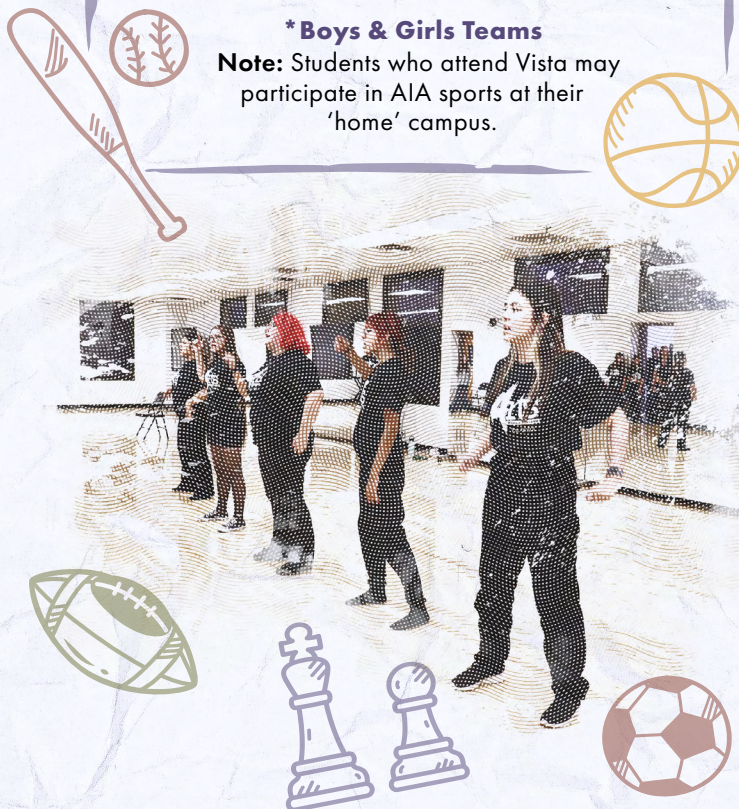 *Boys & Girls Teams
Note: Students who attend Vista may
participate in AIA sports at their
‘home’ campus.